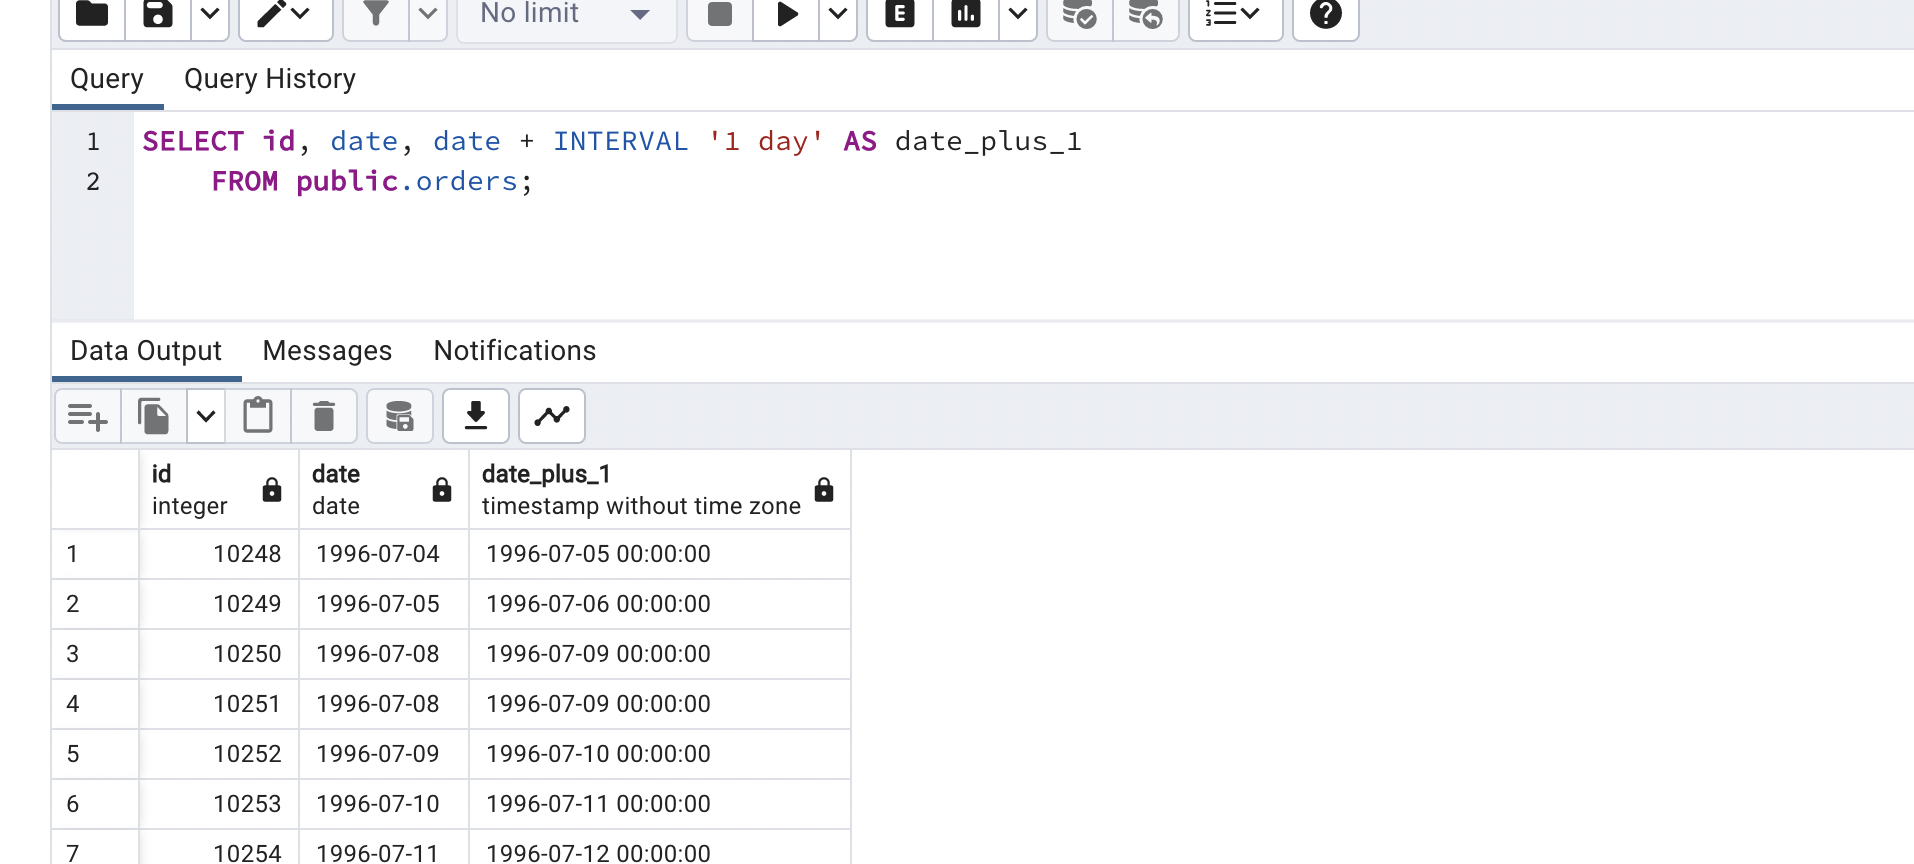 No limit
E
Query Query History
1 SELECT id, date, date + INTERVAL '1 day' AS date_plus_1
2 FROM public.orders;
Data Output Messages Notifications
id date date_plus_1
integer date timestamp without time zone
1 10248 1996-07-04 1996-07-05 00:00:00
2 10249 1996-07-05 1996-07-06 00:00:00
3 10250 1996-07-08 1996-07-09 00:00:00
4 10251 1996-07-08 1996-07-09 00:00:00
5 10252 1996-07-09 1996-07-10 00:00:00
6 10253 1996-07-10 1996-07-11 00:00:00
7 10254 1996-07-11 1996-07-12 00:00:00